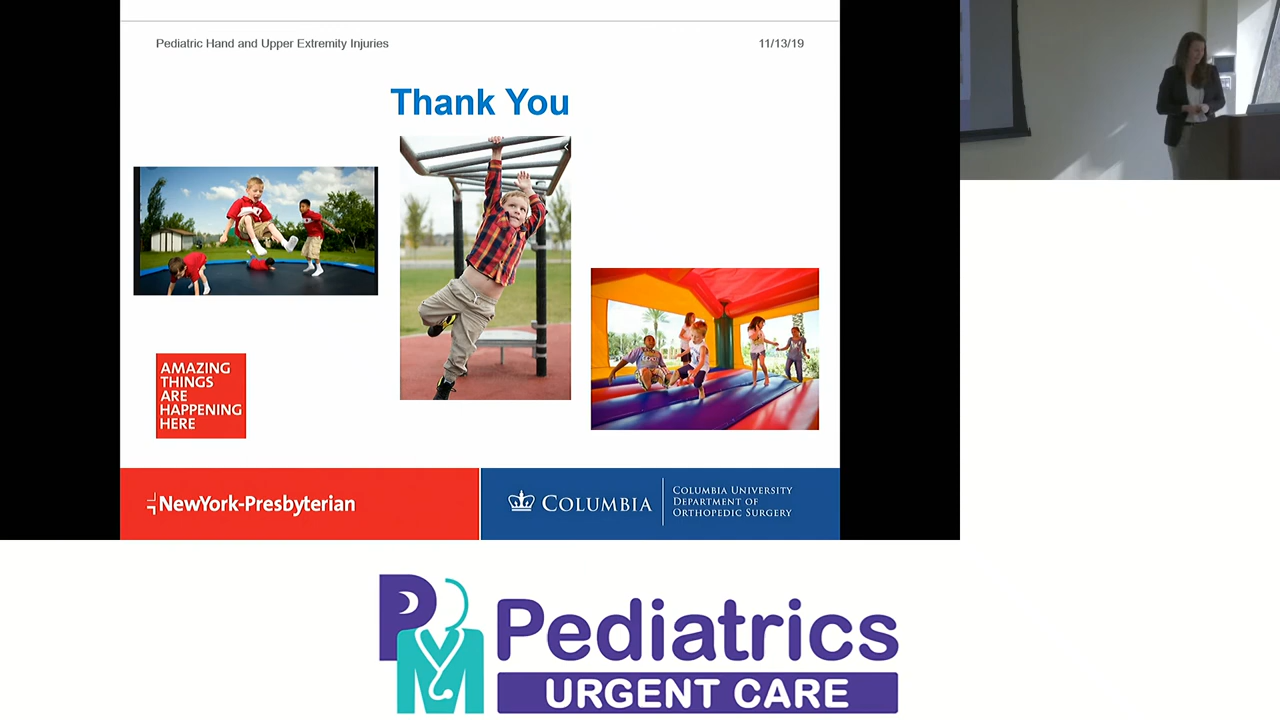 Pediatric Hand and Upper Extremity Injuries
11/13/19
Thank You
AMAZING
THINGS
ARE
HAPPENING
HERE
NewYork-Presbyterian
COLUMBIA
COLUMBIA UNIVERSITY
DEPARTMENT OF
ORTHOPEDIC SURGERY
PM
Pediatrics
URGENT CARE